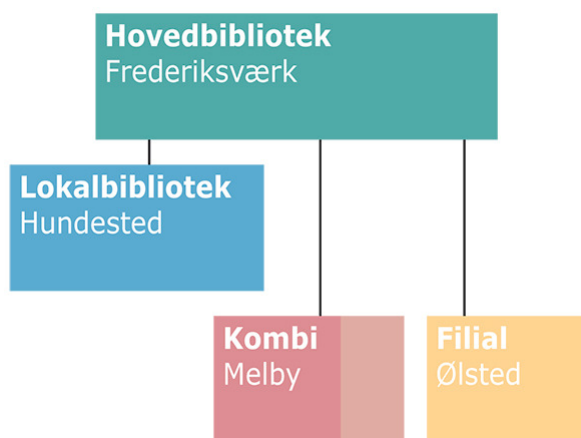 Hovedbibliotek
Frederiksværk
Lokalbibliotek
Hundested
Kombi
Melby
Filial
Ølsted